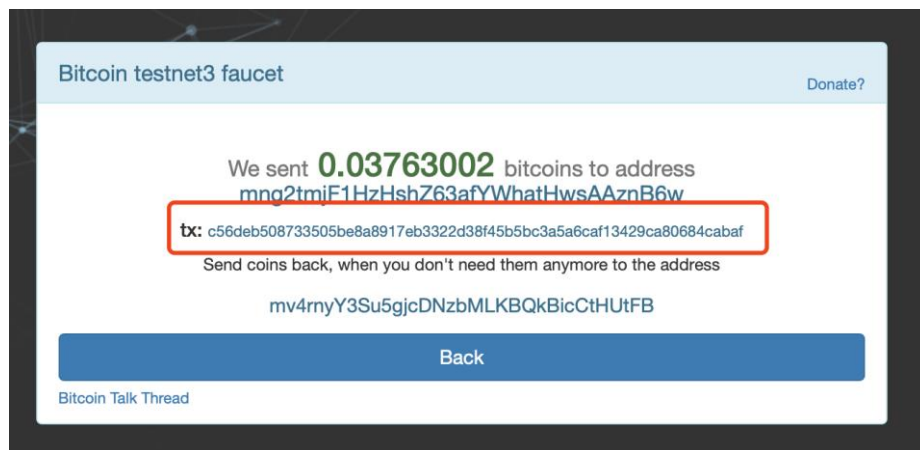 Bitcoin testnet3 faucet
Donate?
We sent 0.03763002 bitcoins to address
mng2tmjF1HzHshZ63afYWhatHwsAAznB6w
tx: c56deb508733505be8a8917eb3322d38f45b5bc3a5a6caf13429ca80684cabaf
Send coins back, when you don't need them anymore to the address
mv4rnyY3Su5gjcDNzbMLKBQkBicCtHUtFB
Back
Bitcoin Talk Thread